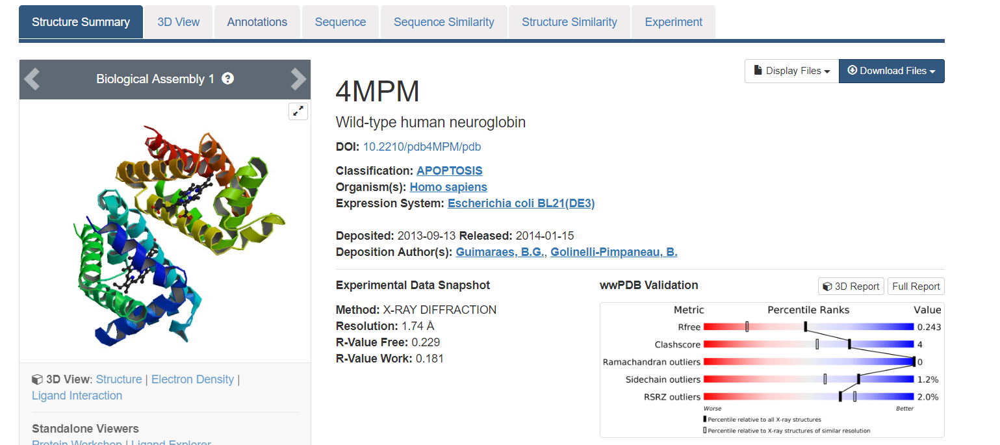 Structure Summary
3D View
Annotations
Sequence
Sequence Similarity
Structure Similarity
Experiment
Biological Assembly 1 ?
Display Files
Download Files
4MPM
Wild-type human neuroglobin
DOI: 10.2210/pdb4MPM/pdb
Classification: APOPTOSIS
Organism(s): Homo sapiens
Expression System: Escherichia coli BL21(DE3)
Deposited: 2013-09-13 Released: 2014-01-15
Deposition Author(s): Guimaraes, B.G., Golinelli-Pimpaneau, B.
Experimental Data Snapshot
Method: X-RAY DIFFRACTION
Resolution: 1.74 Å
R-Value Free: 0.229
R-Value Work: 0.181
wwPDB Validation
3D Report
Full Report
Metric Percentile Ranks Value
Rfree 0.243
Clashscore 4
Ramachandran outliers 0
Sidechain outliers 1.2%
RSRZ outliers 2.0%
Worse Better
Percentile relative to all X-ray structures
Percentile relative to X-ray structures of similar resolution
3D View: Structure | Electron Density |
Ligand Interaction
Standalone Viewers
Protein Workshop | Ligand Explorer